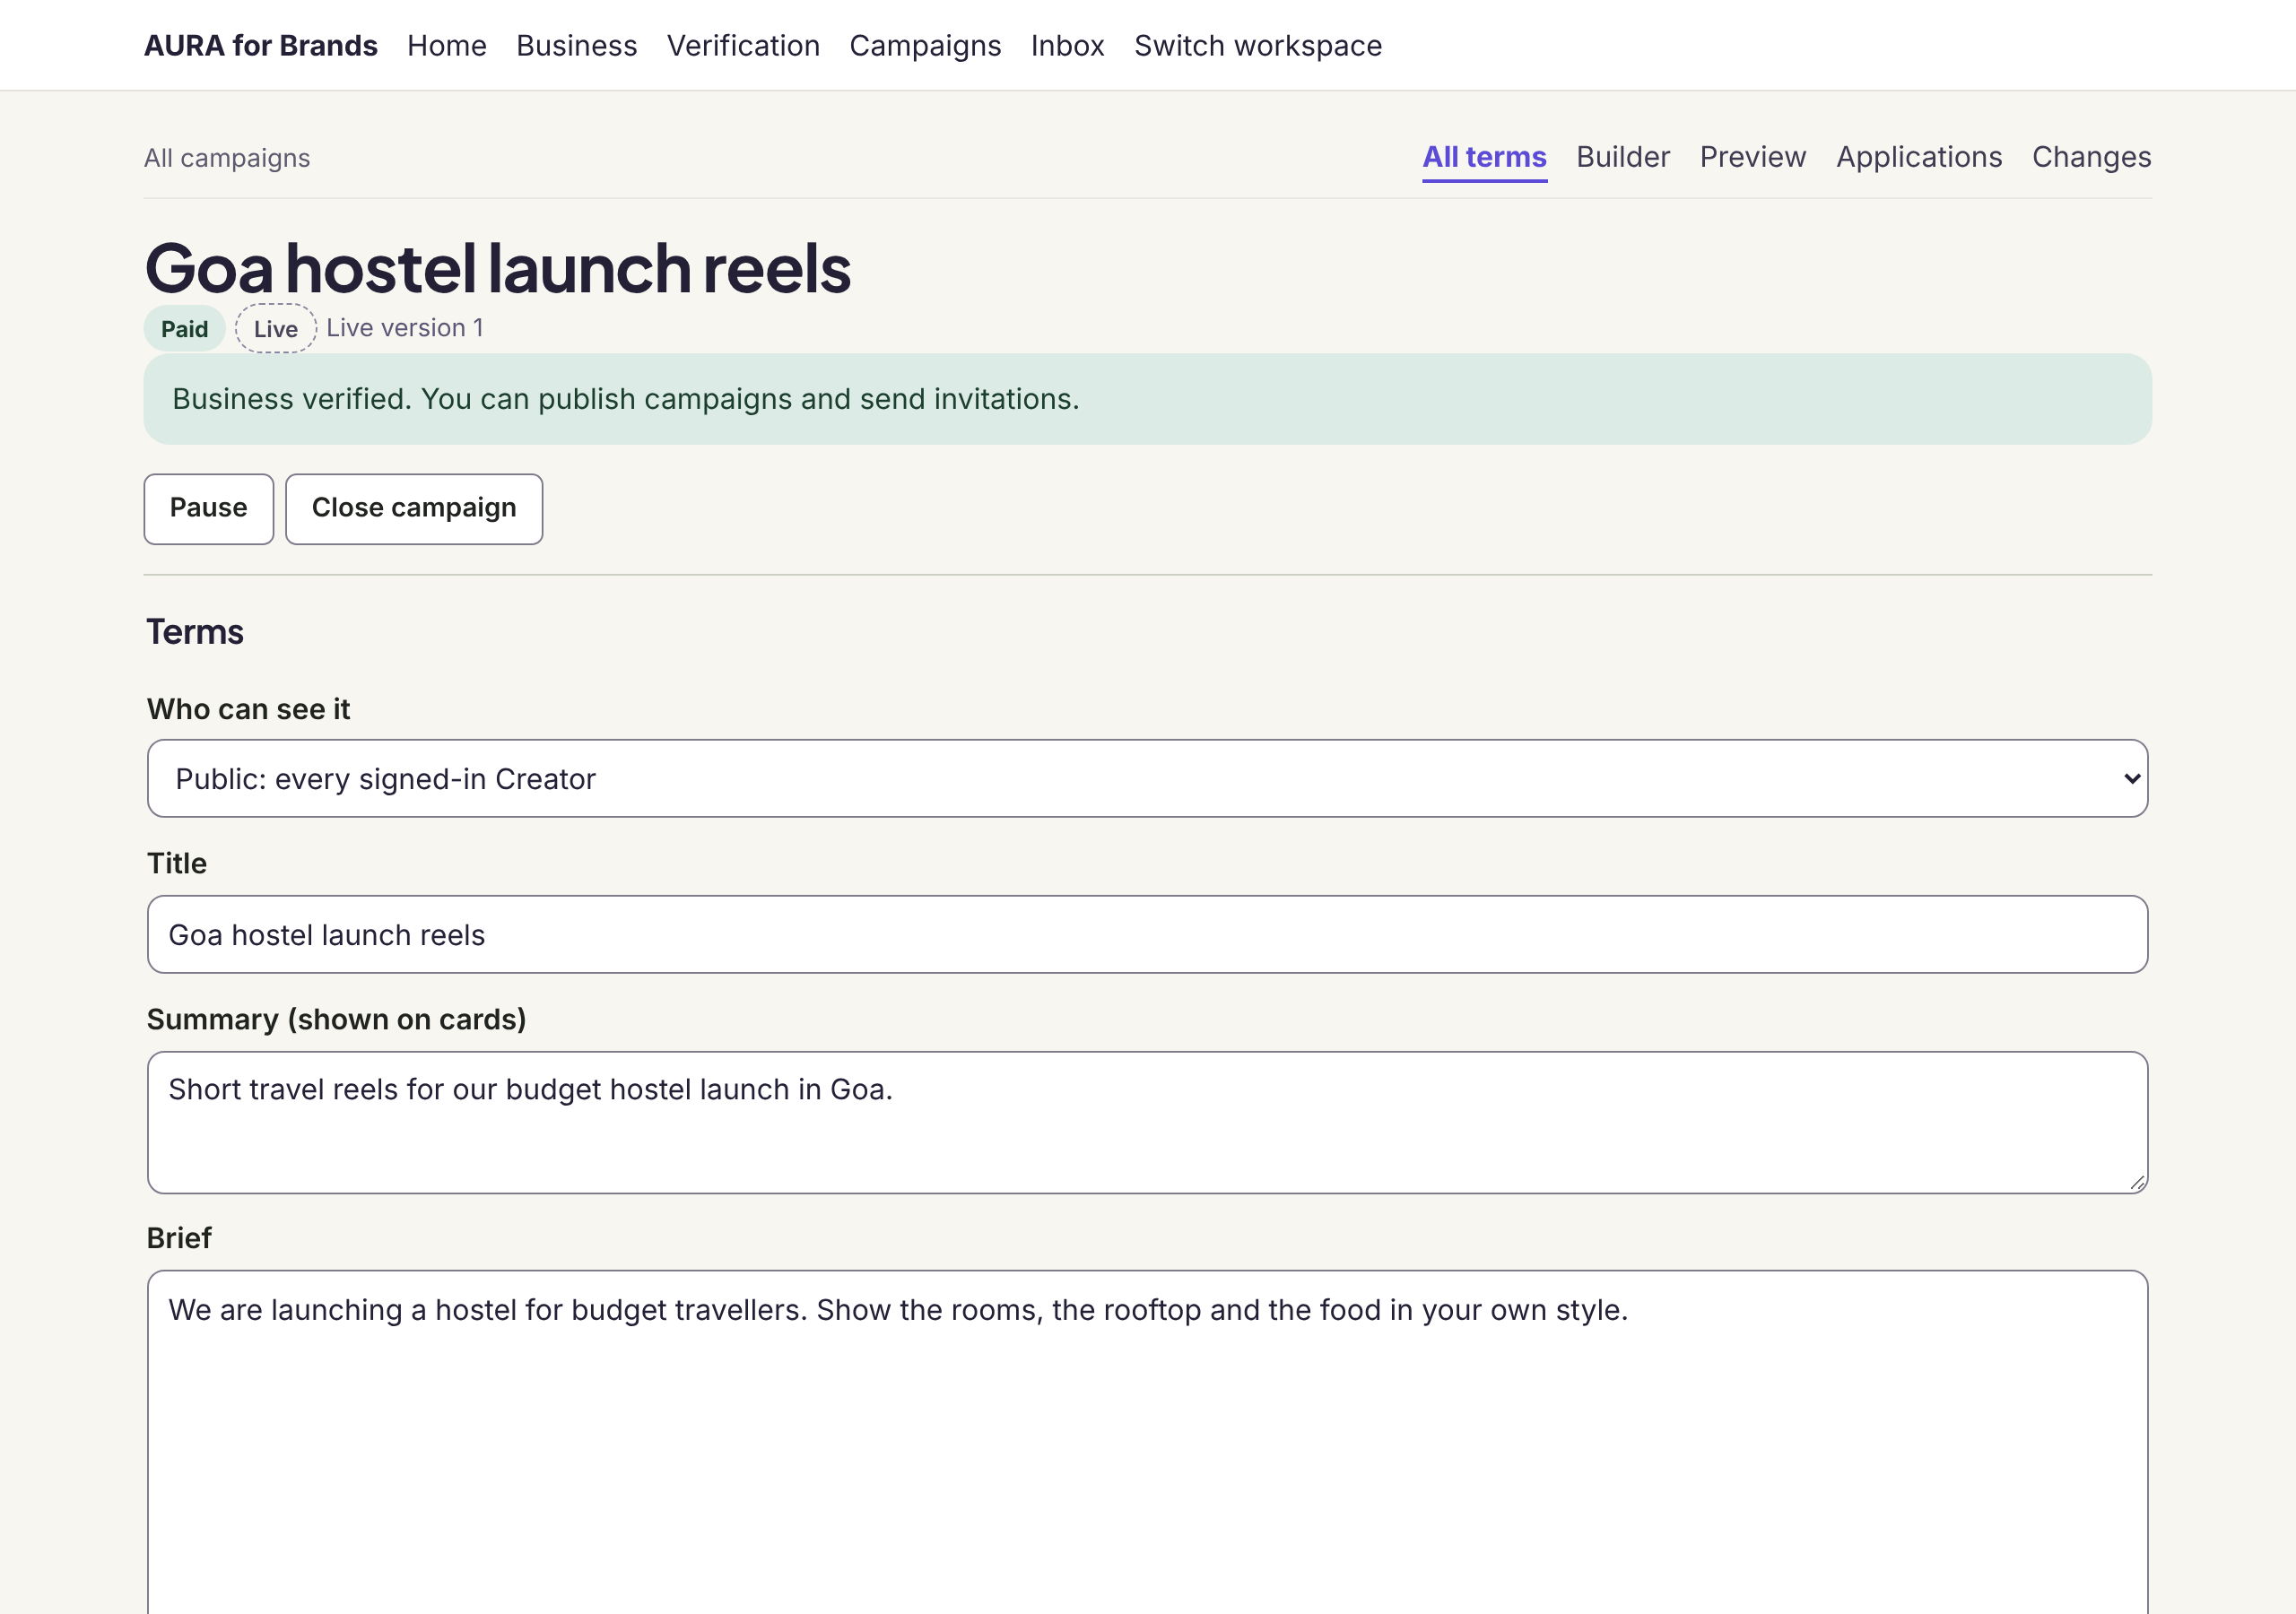 AURA for Brands Home Business Verification Campaigns Inbox Switch workspace
All campaigns All terms Builder Preview Applications Changes
Goa hostel launch reels
Paid Live Live version 1
Business verified. You can publish campaigns and send invitations.
Pause Close campaign
Terms
Who can see it
Public: every signed-in Creator
Title
Goa hostel launch reels
Summary (shown on cards)
Short travel reels for our budget hostel launch in Goa.
Brief
We are launching a hostel for budget travellers. Show the rooms, the rooftop and the food in your own style.